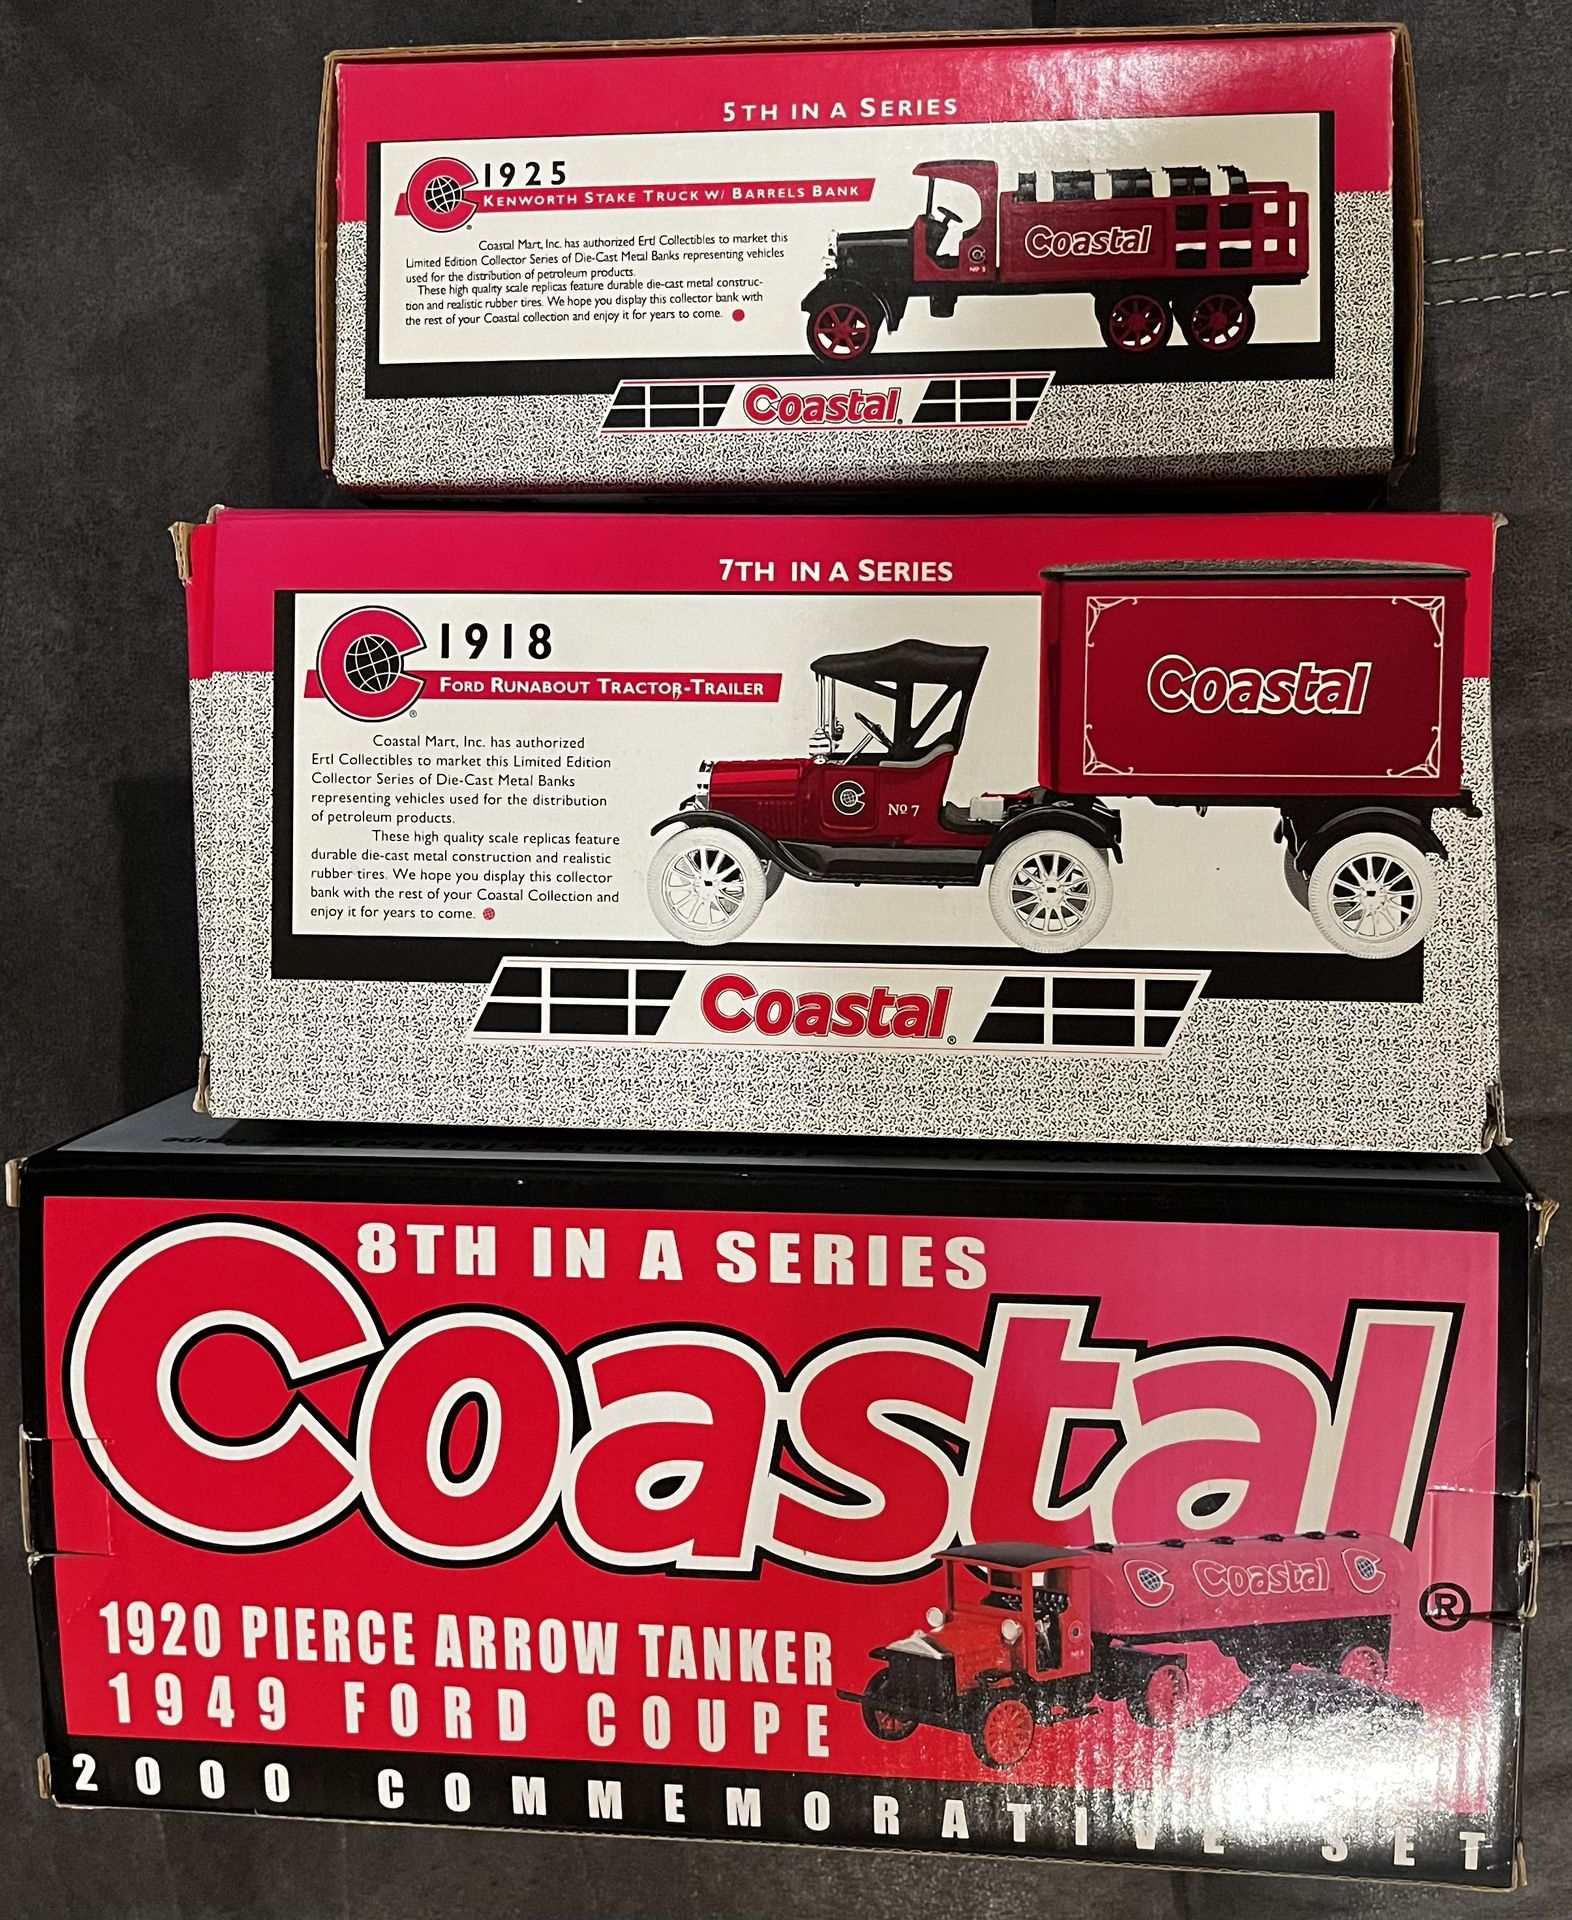 5TH IN A SERIES
1925
KENWORTH STAKE TRUCK W/ BARRELS BANK
Coastal Mart, Inc. has authorized Ertl Collectibles to market this
Limited Edition Collector Series of Die-Cast Metal Banks representing vehicles
used for the distribution of petroleum products.
These high quality scale replicas feature durable die-cast metal construc-
tion and realistic rubber tires. We hope you display this collector bank with
the rest of your Coastal collection and enjoy it for years to come.
Coastal
C
Nº 5
Coastal®
7TH IN A SERIES
C 1918
FORD RUNABOUT TRACTOR-TRAILER
Coastal Mart, Inc. has authorized
Ertl Collectibles to market this Limited Edition
Collector Series of Die-Cast Metal Banks
representing vehicles used for the distribution
of petroleum products.
These high quality scale replicas feature
durable die-cast metal construction and realistic
rubber tires. We hope you display this collector
bank with the rest of your Coastal Collection and
enjoy it for years to come.
Coastal
C Nº 7
Coastal®
8TH IN A SERIES
Coastal®
C Coastal C
1920 PIERCE ARROW TANKER
1949 FORD COUPE
2000 COMMEMORATIVE SET